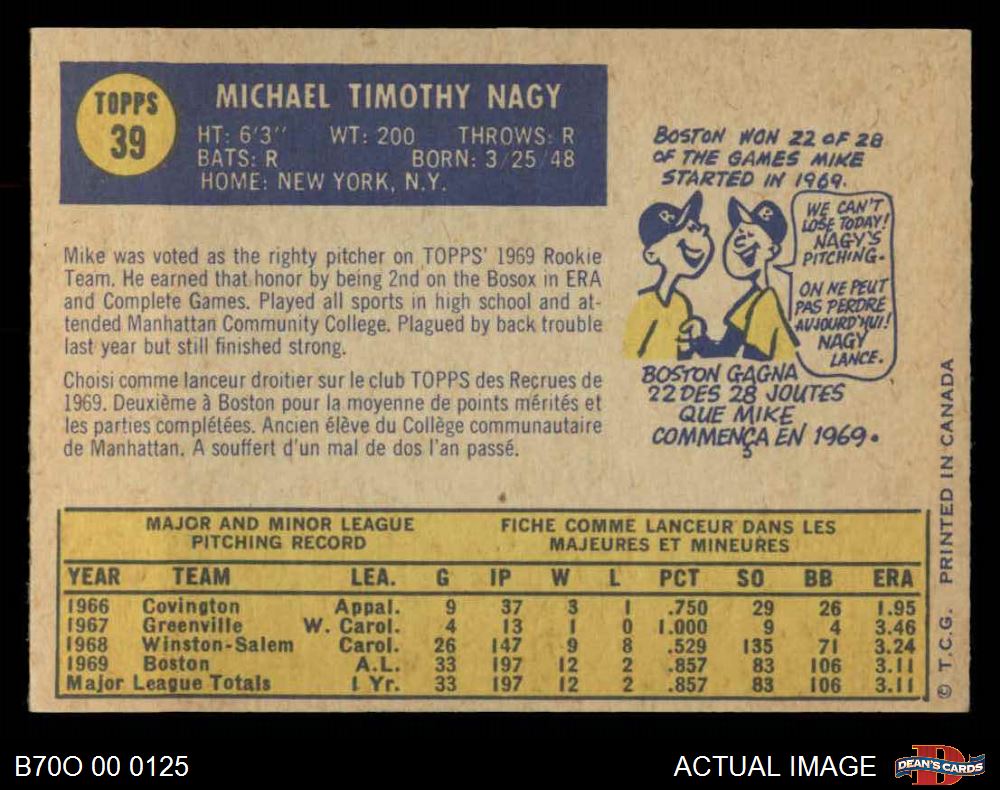 TOPPS
39
MICHAEL TIMOTHY NAGY
HT: 6'3" WT: 200 THROWS: R
BATS: R BORN: 3/25/48
HOME: NEW YORK, N.Y.
Mike was voted as the righty pitcher on TOPPS' 1969 Rookie
Team. He earned that honor by being 2nd on the Bosox in ERA
and Complete Games. Played all sports in high school and at-
tended Manhattan Community College. Plagued by back trouble
last year but still finished strong.
Choisi comme lanceur droitier sur le club TOPPS des Recrues de
1969. Deuxième à Boston pour la moyenne de points mérités et
les parties complétées. Ancien élève du Collège communautaire
de Manhattan. A souffert d'un mal de dos l'an passé.
BOSTON WON 22 OF 28
OF THE GAMES MIKE
STARTED IN 1969.
B
B
WE CAN'T
LOSE TODAY!
NAGY'S
PITCHING.
ON NE PEUT
PAS PERDRE
AUJOURD'HUI!
NAGY
LANCE.
BOSTON GAGNA
22 DES 28 JOUTES
QUE MIKE
COMMENÇA EN 1969.
MAJOR AND MINOR LEAGUE
PITCHING RECORD
FICHE COMME LANCEUR DANS LES
MAJEURES ET MINEURES
YEAR TEAM LEA. G IP W L PCT SO BB ERA
1966 Covington Appal. 9 37 3 1 .750 29 26 1.95
1967 Greenville W. Carol. 4 13 1 0 1.000 9 4 3.46
1968 Winston-Salem Carol. 26 147 9 8 .529 135 71 3.24
1969 Boston A.L. 33 197 12 2 .857 83 106 3.11
Major League Totals 1 Yr. 33 197 12 2 .857 83 106 3.11
© T.C.G. PRINTED IN CANADA
B70O 00 0125
ACTUAL IMAGE
D
DEAN'S CARDS